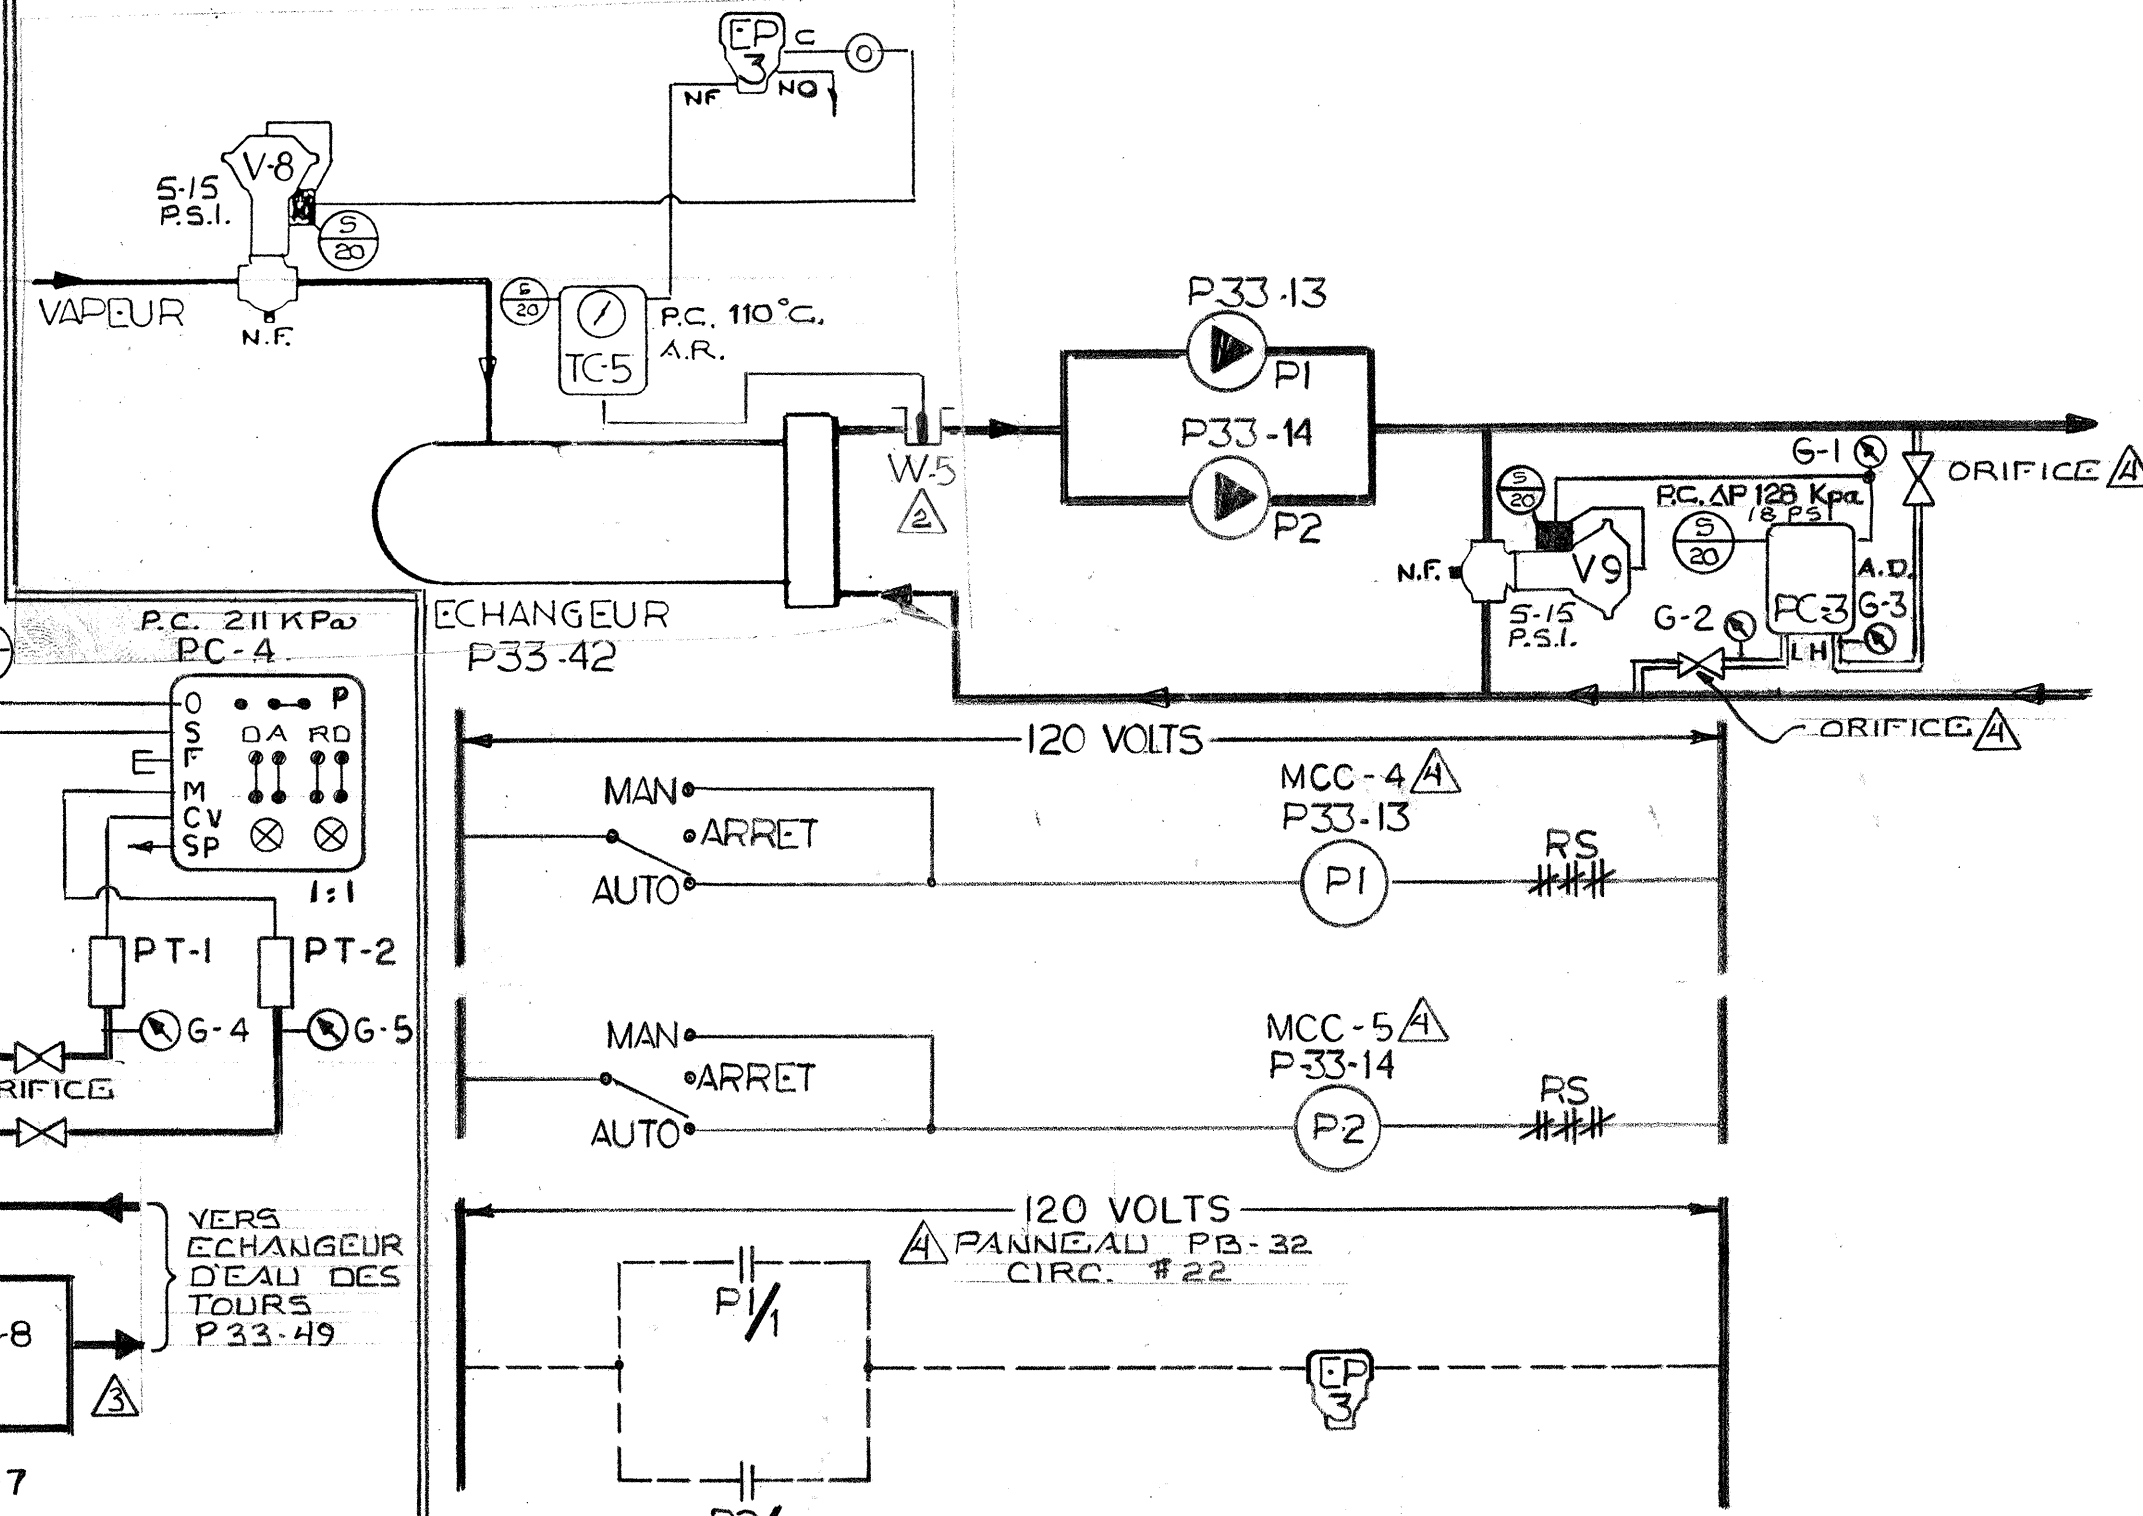 EP
3
C
NF
NO
V-8
5-15
P.S.I.
S
20
VAPEUR
N.F.
S
20
TC-5
P.C. 110°C.
A.R.
W-5
2
P33-13
P1
P33-14
P2
G-1
ORIFICE 4
S
20
P.C. ΔP 128 Kpa
18 PSI
S
20
N.F.
V9
5-15
P.S.I.
A.D.
PC-3
G-3
G-2
L H
ORIFICE 4
ECHANGEUR
P33-42
P.C. 211 KPa
PC-4
O
P
S
D A R D
F
M
CV
SP
1:1
PT-1
PT-2
G-4
G-5
RIFICE
VERS
ECHANGEUR
D'EAU DES
TOURS
P33-49
-8
3
7
120 VOLTS
MAN
ARRET
AUTO
MCC-4 4
P33-13
P1
RS
MAN
ARRET
AUTO
MCC-5 4
P-33-14
P2
RS
120 VOLTS
4 PANNEAU PB-32
CIRC. #22
P1/1
EP
3